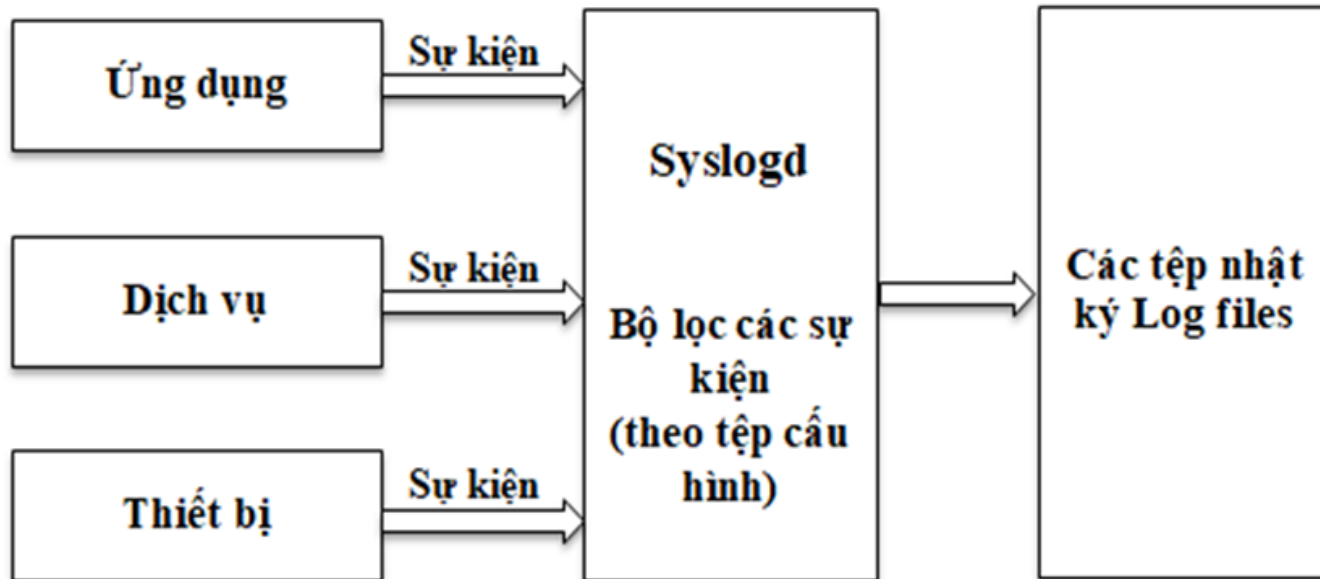 Ứng dụng
Sự kiện
Dịch vụ
Sự kiện
Thiết bị
Sự kiện
Syslogd
Bộ lọc các sự
kiện
(theo tệp cấu
hình)
Các tệp nhật
ký Log files